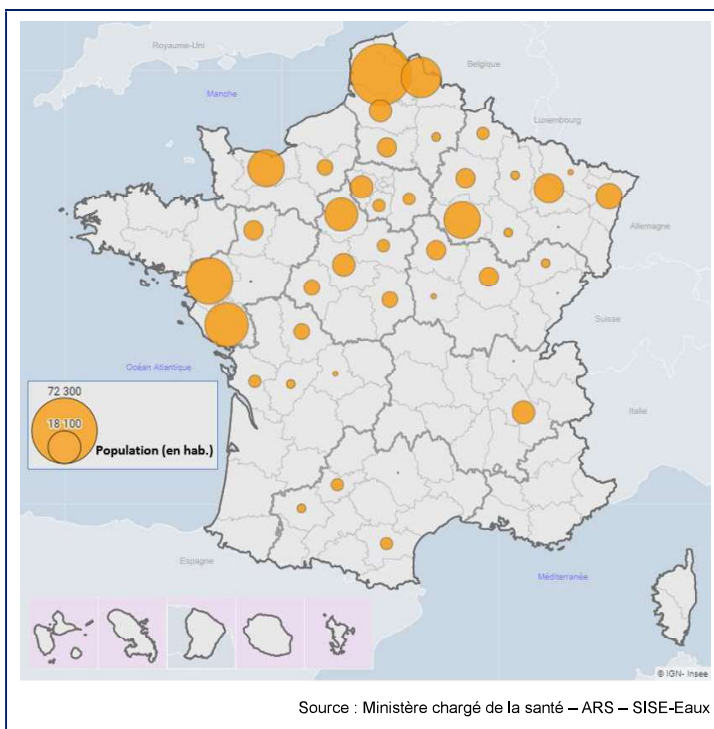 Royaume-Uni
Belgique
Manche
Luxembourg
Allemagne
Suisse
Océan Atlantique
Italie
72 300
18 100
Population (en hab.)
Espagne
Méditerranée
© IGN- Insee
Source : Ministère chargé de la santé – ARS – SISE-Eaux